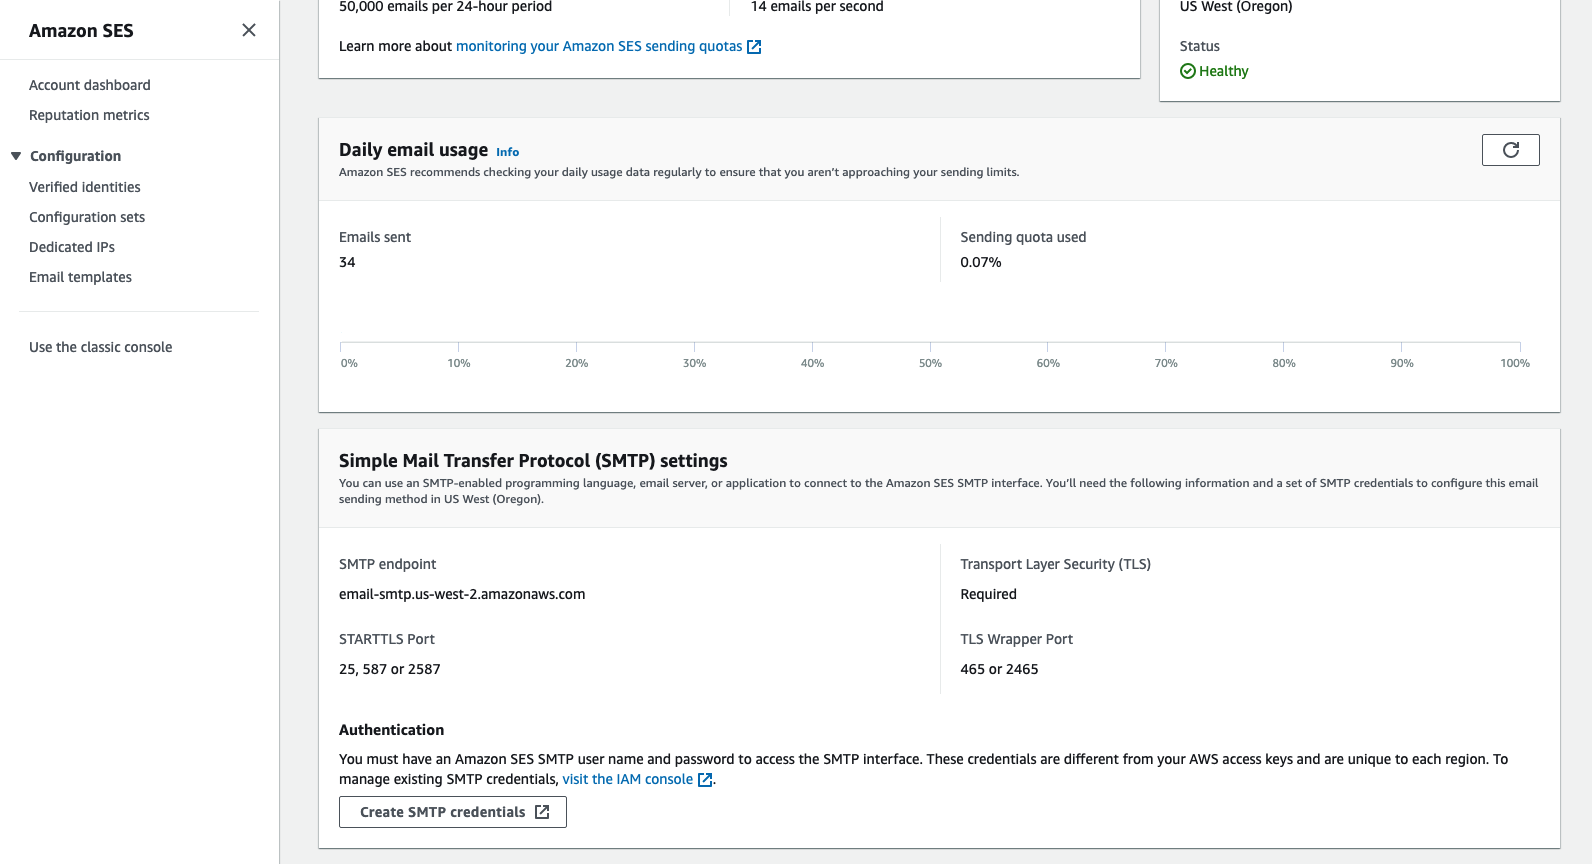 Amazon SES
Account dashboard
Reputation metrics
Configuration
Verified identities
Configuration sets
Dedicated IPs
Email templates
Use the classic console
50,000 emails per 24-hour period
14 emails per second
Learn more about monitoring your Amazon SES sending quotas
US West (Oregon)
Status
Healthy
Daily email usage Info
Amazon SES recommends checking your daily usage data regularly to ensure that you aren't approaching your sending limits.
Emails sent
34
Sending quota used
0.07%
0% 10% 20% 30% 40% 50% 60% 70% 80% 90% 100%
Simple Mail Transfer Protocol (SMTP) settings
You can use an SMTP-enabled programming language, email server, or application to connect to the Amazon SES SMTP interface. You'll need the following information and a set of SMTP credentials to configure this email
sending method in US West (Oregon).
SMTP endpoint
email-smtp.us-west-2.amazonaws.com
Transport Layer Security (TLS)
Required
STARTTLS Port
25, 587 or 2587
TLS Wrapper Port
465 or 2465
Authentication
You must have an Amazon SES SMTP user name and password to access the SMTP interface. These credentials are different from your AWS access keys and are unique to each region. To
manage existing SMTP credentials, visit the IAM console.
Create SMTP credentials